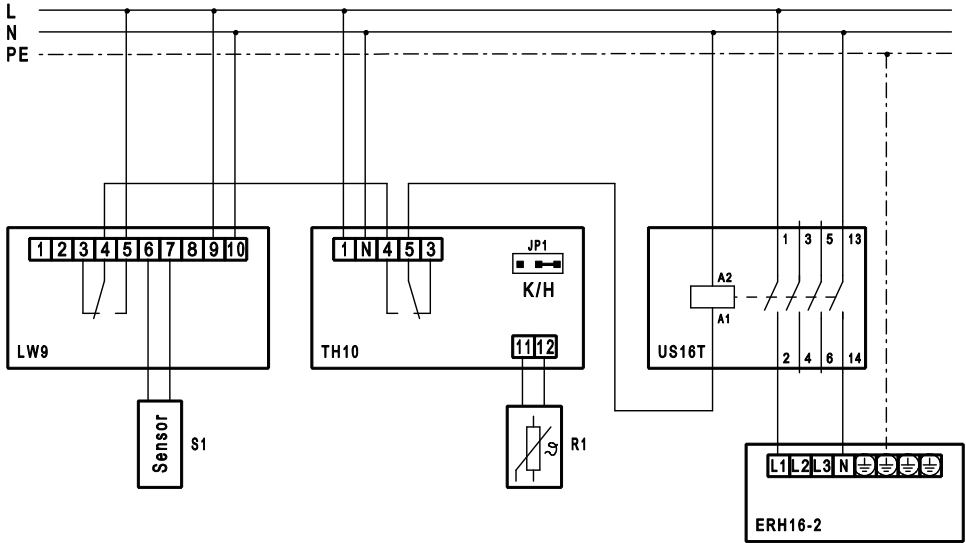 L
N
PE
1 2 3 4 5 6 7 8 9 10
1 N 4 5 3
JP1
K/H
1 3 5 13
A2
A1
LW9
TH10
11 12
US16T
2 4 6 14
Sensor
S1
ϑ
R1
L1 L2 L3 N
ERH16-2